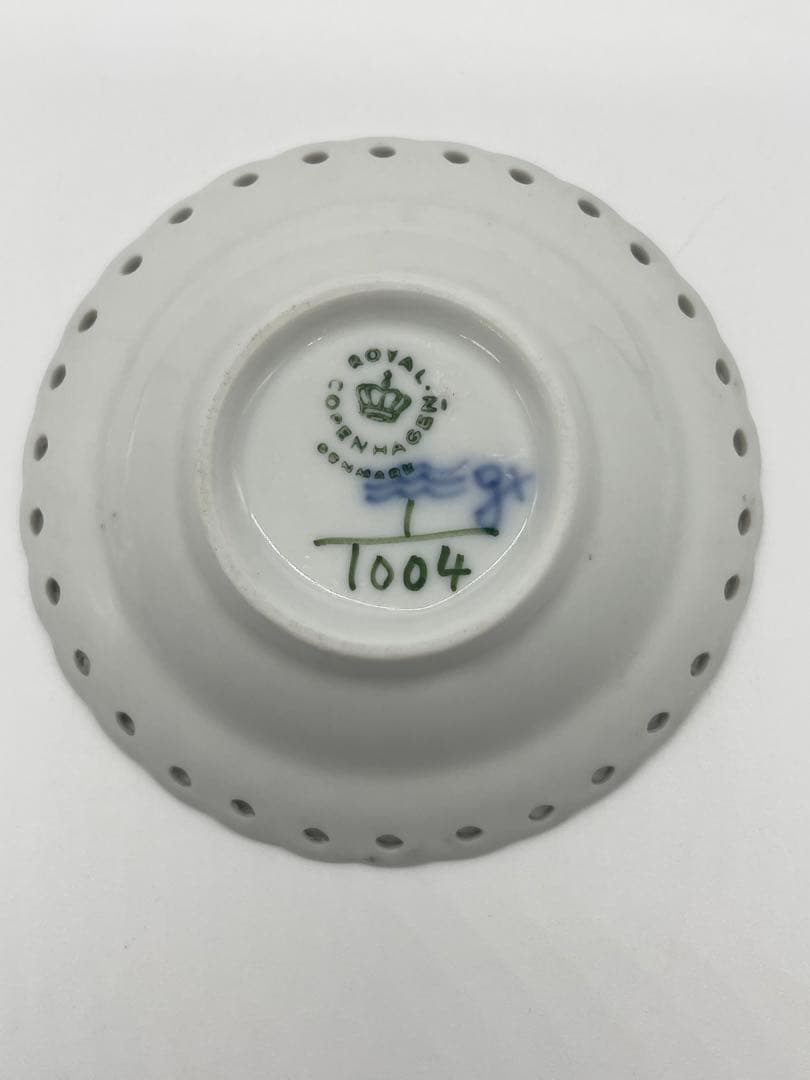 ROYAL
COPENHAGEN
DENMARK
1
1004